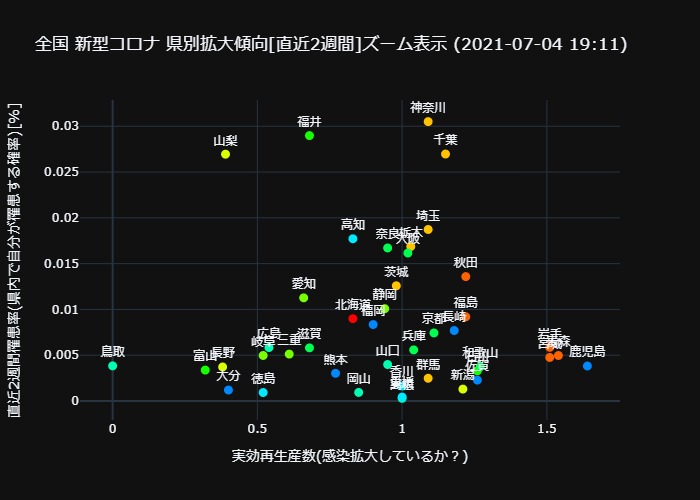 全国 新型コロナ 県別拡大傾向[直近2週間]ズーム表示 (2021-07-04 19:11)
直近2週間罹患率(県内で自分が罹患する確率)[%]
神奈川
0.03
福井
千葉
山梨
0.025
埼玉
0.02
高知
奈良
栃木
大阪
0.015
秋田
茨城
愛知
静岡
0.01
北海道
福岡
福島
京都
長崎
広島
三重
滋賀
岐阜
兵庫
岩手
0.005
鳥取
富山
長野
熊本
山口
群馬
和歌山
佐賀
鹿児島
大分
徳島
岡山
香川
新潟
0
0
0.5
1
1.5
実効再生産数(感染拡大しているか？)